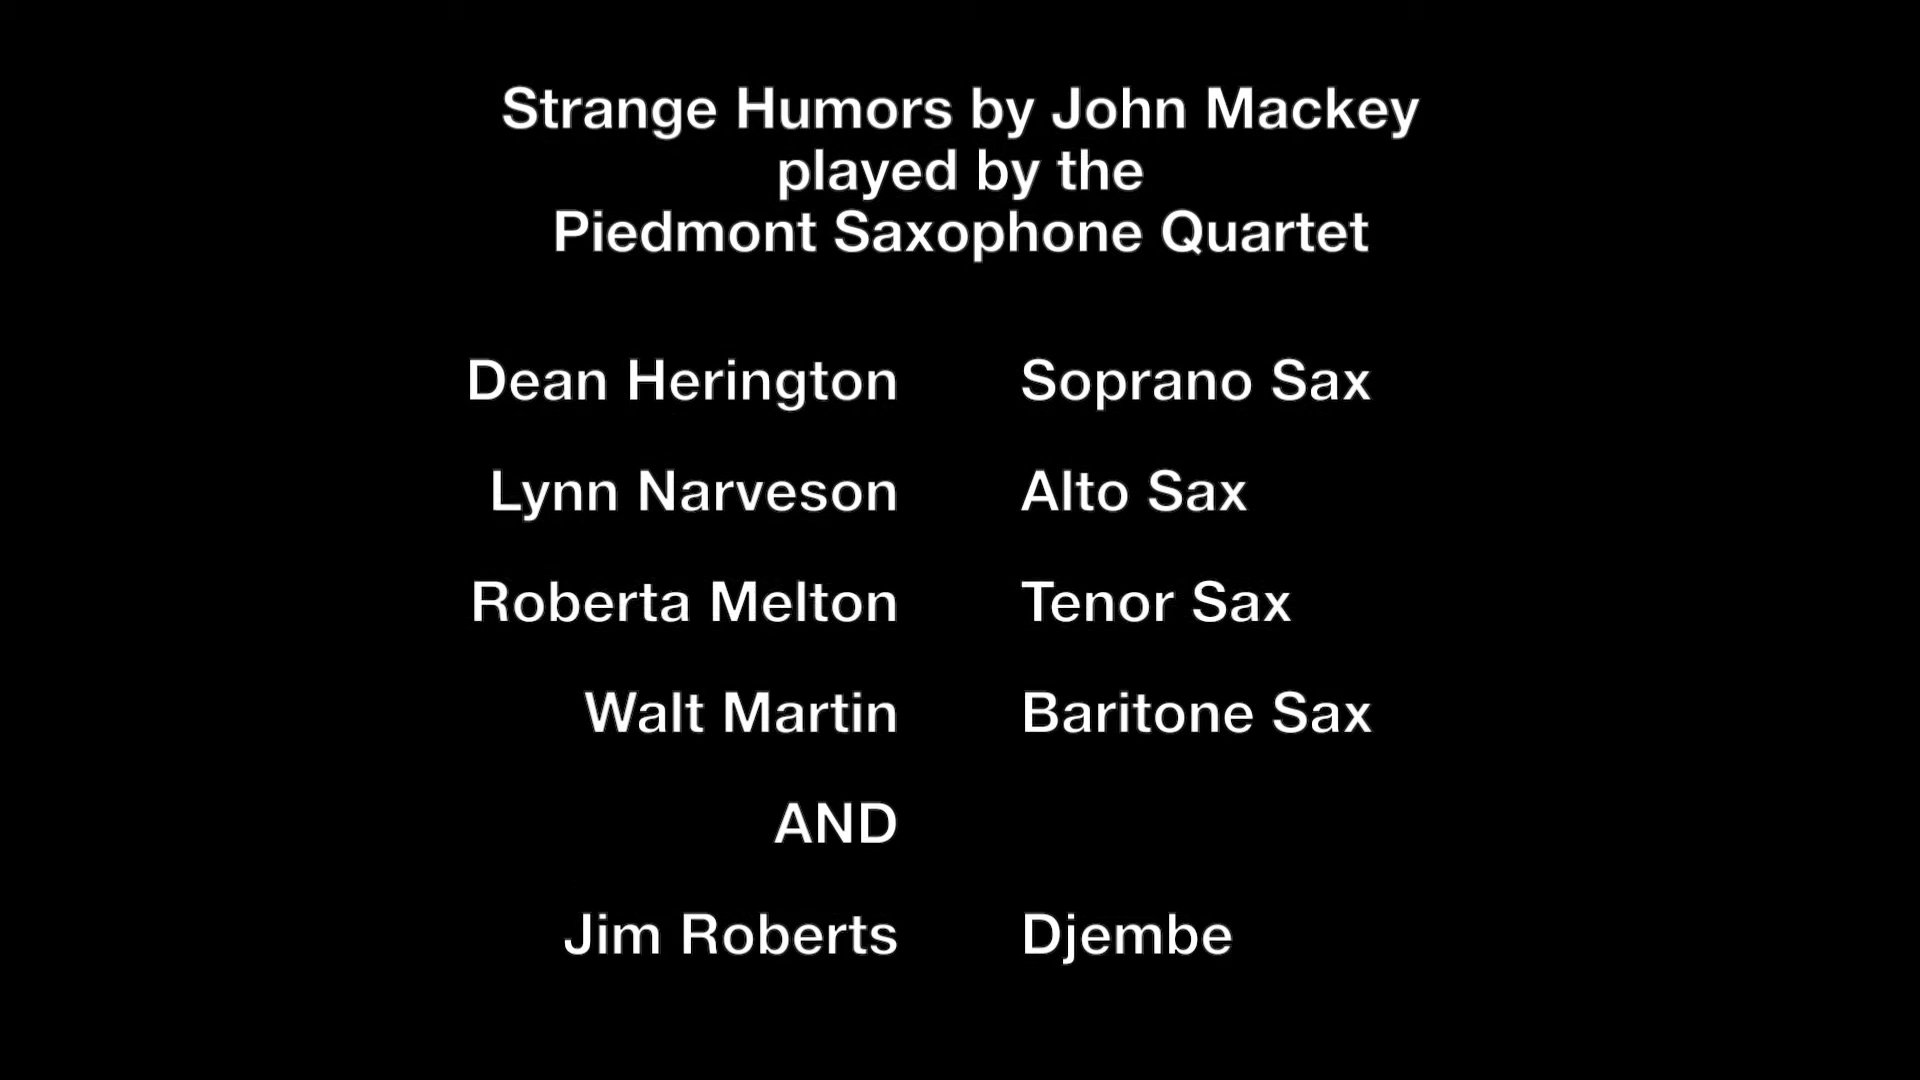 Strange Humors by John Mackey
played by the
Piedmont Saxophone Quartet
Dean Herington Soprano Sax
Lynn Narveson Alto Sax
Roberta Melton Tenor Sax
Walt Martin Baritone Sax
AND
Jim Roberts Djembe